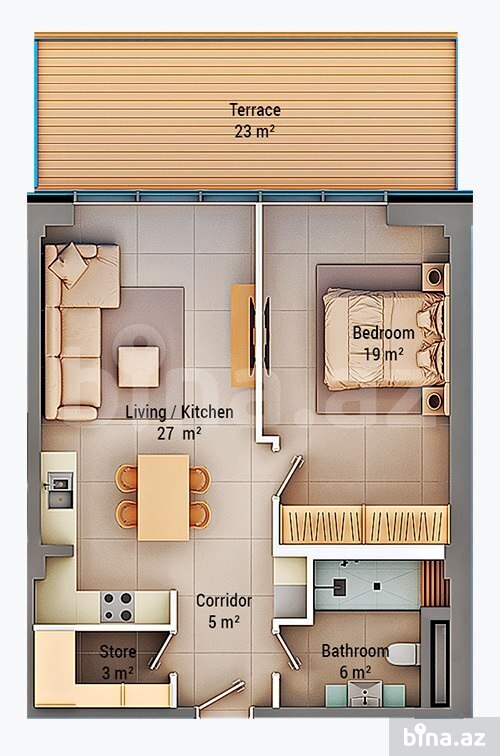 Terrace
23 m²
Bedroom
19 m²
Living / Kitchen
27 m²
bina.az
Corridor
5 m²
Store
3 m²
Bathroom
6 m²
bina.az